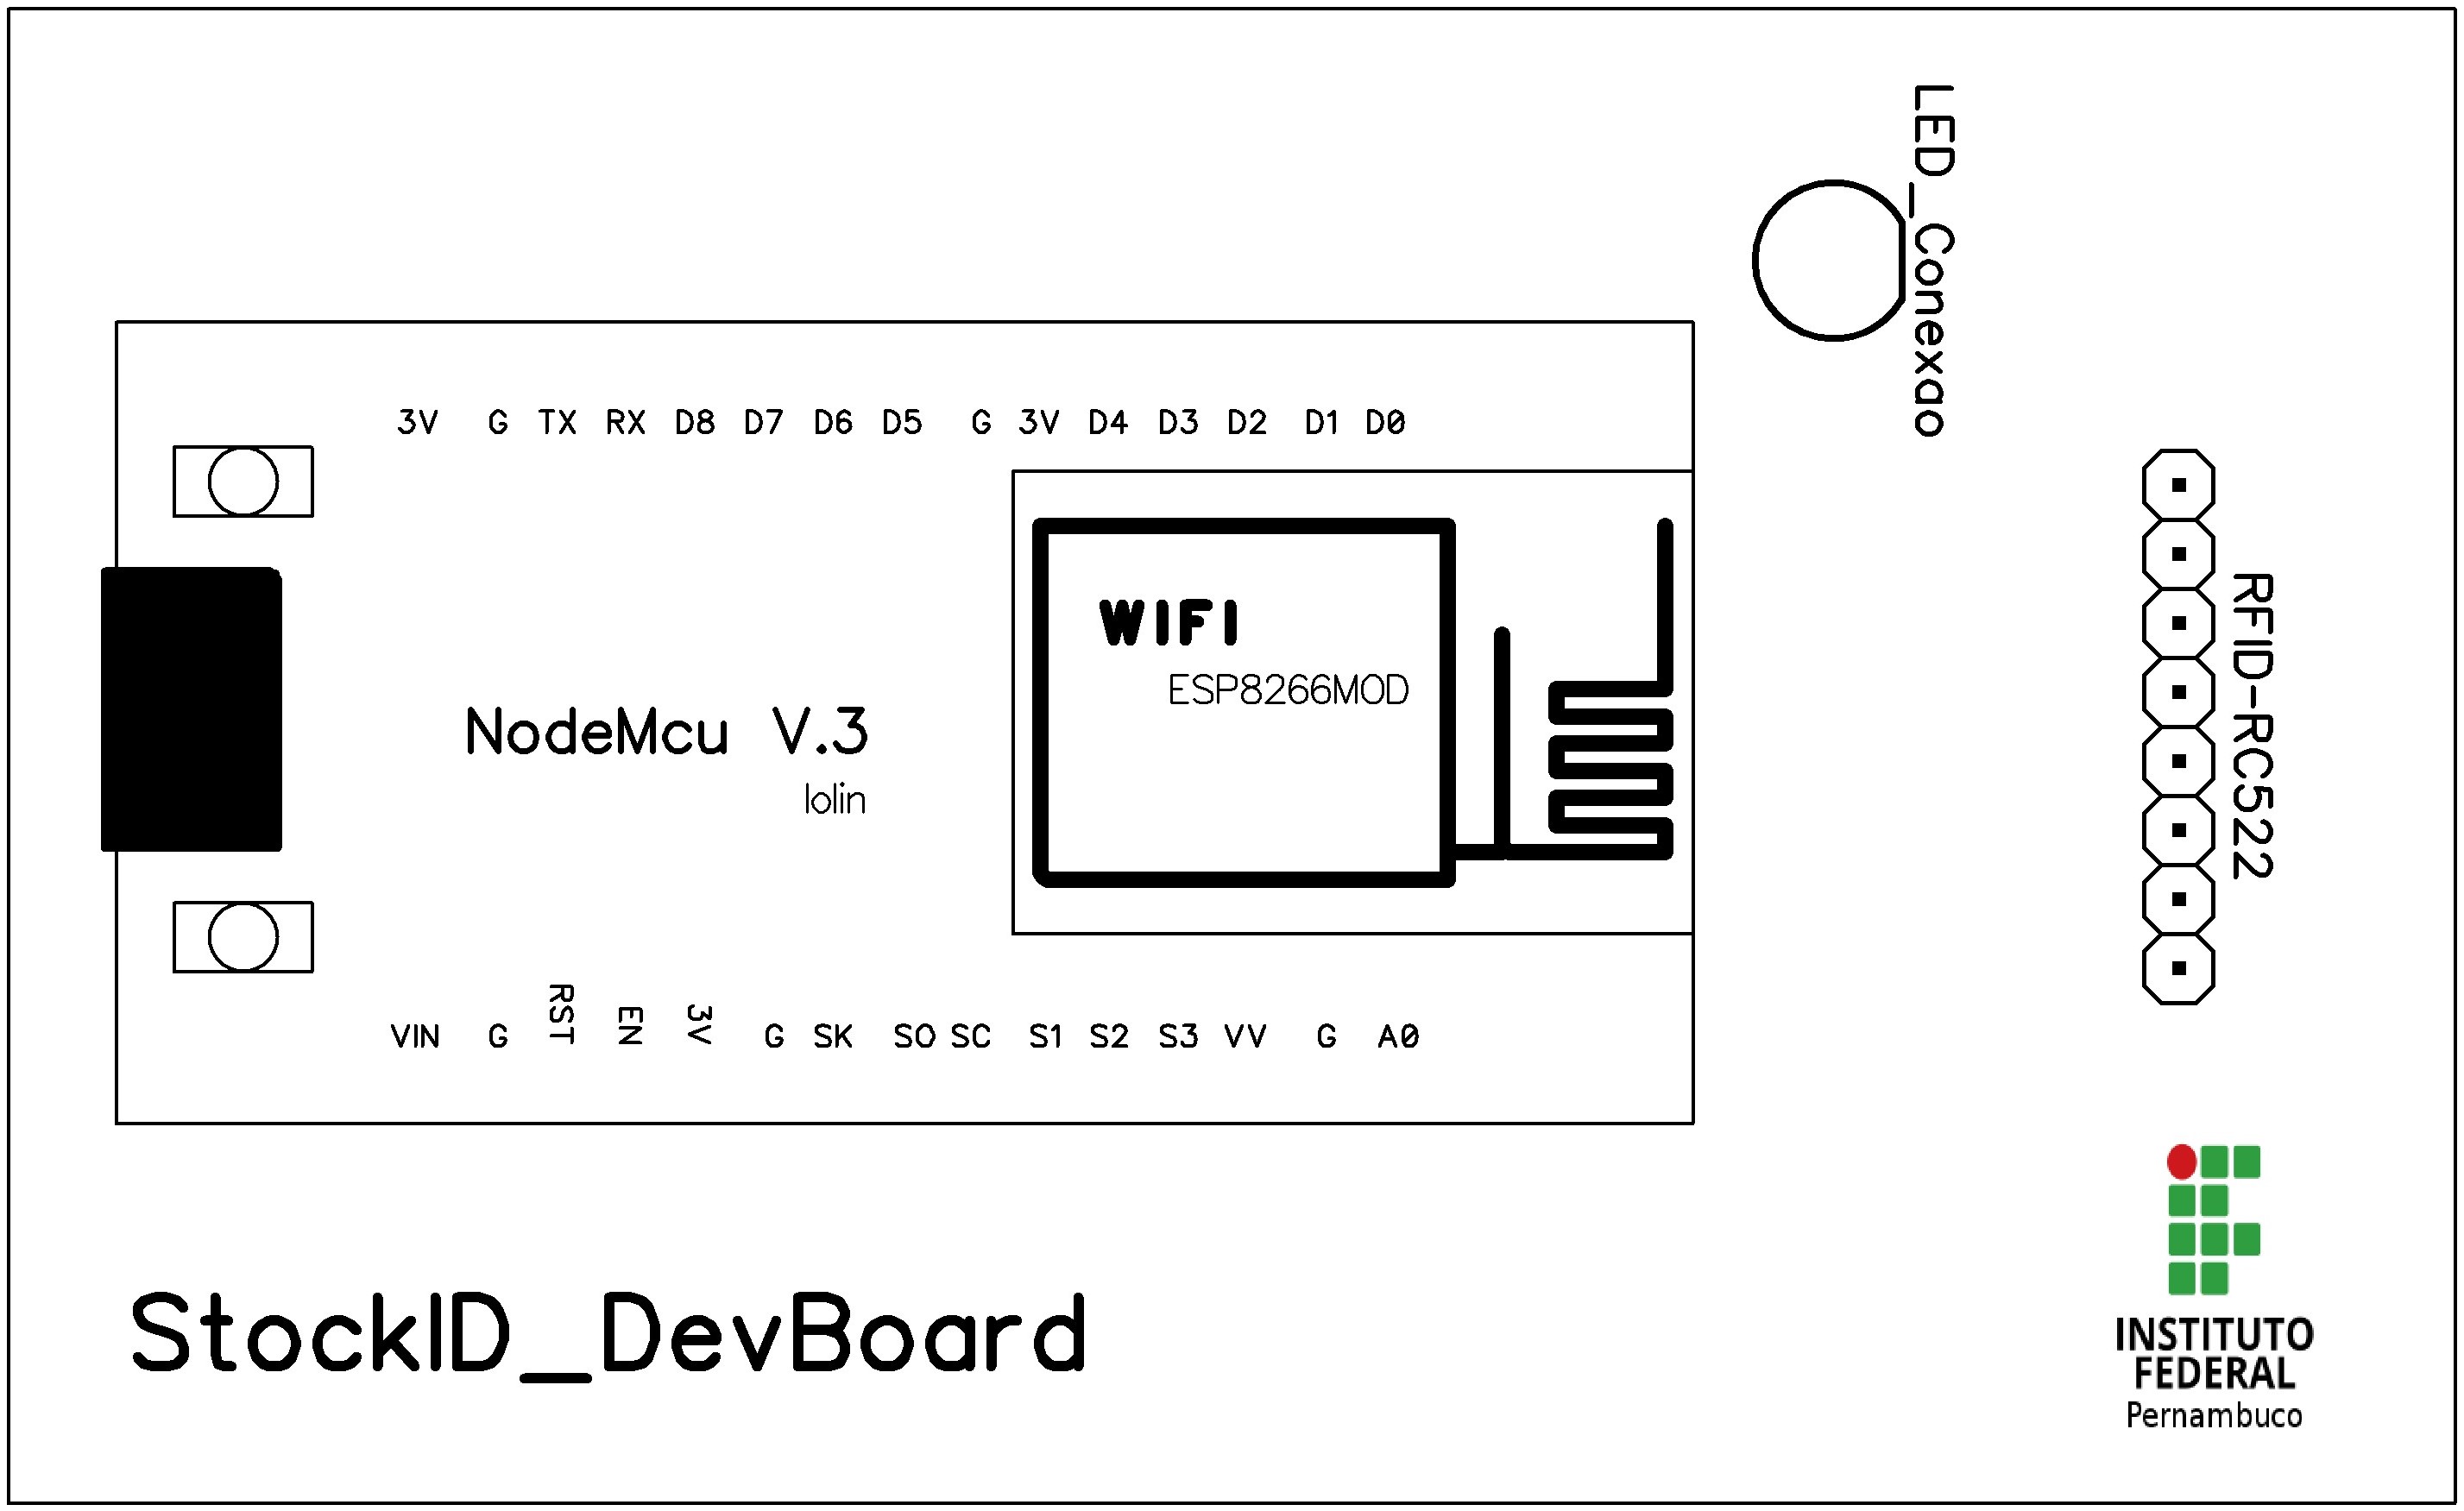 LED_Conexao
3V G TX RX D8 D7 D6 D5 G 3V D4 D3 D2 D1 D0
WIFI
ESP8266MOD
NodeMcu V.3
lolin
RFID-RC522
VIN G RST EN 3V G SK SO SC S1 S2 S3 VV G A0
StockID_DevBoard
INSTITUTO
FEDERAL
Pernambuco